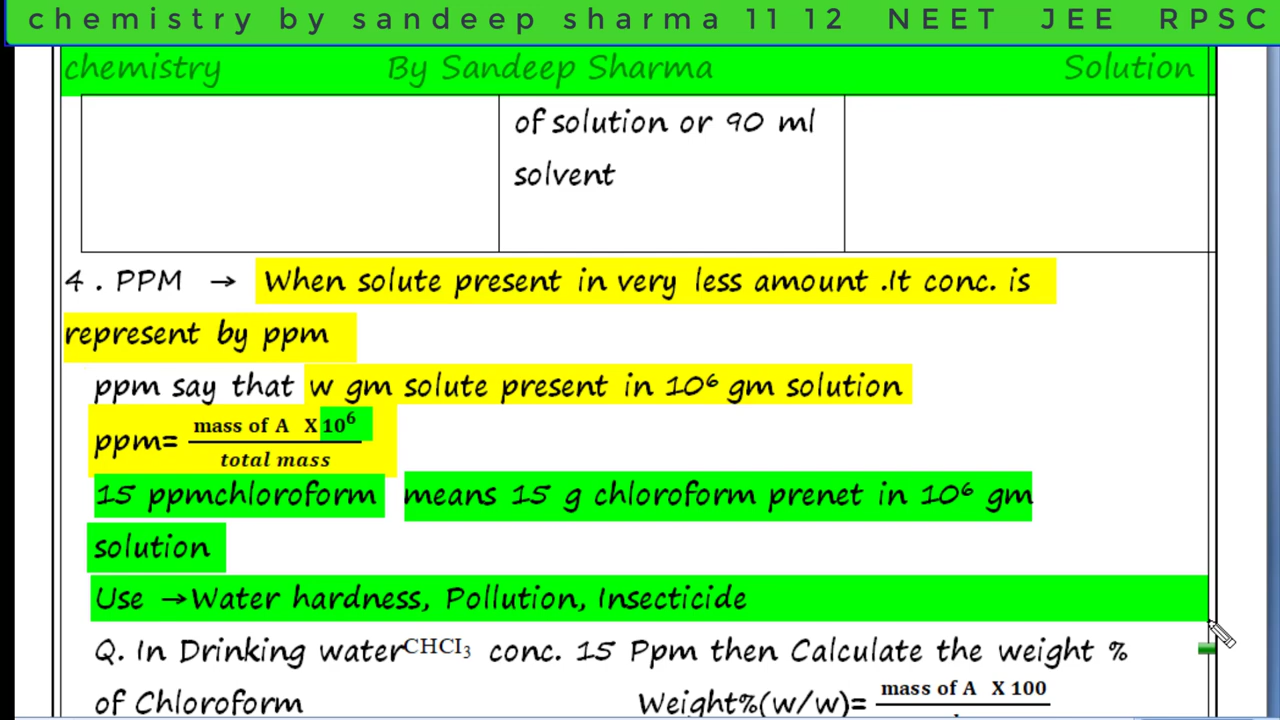 chemistry by sandeep sharma 11 12 NEET JEE RPSC
chemistry By Sandeep Sharma Solution
of solution or 90 ml
solvent
4 . PPM → When solute present in very less amount .It conc. is
represent by ppm
ppm say that w gm solute present in 10⁶ gm solution
ppm= mass of A X 10⁶
total mass
15 ppmchloroform means 15 g chloroform prenet in 10⁶ gm
solution
Use →Water hardness, Pollution, Insecticide
Q. In Drinking waterCHCI₃ conc. 15 Ppm then Calculate the weight %
of Chloroform Weight%(w/w)= mass of A X 100